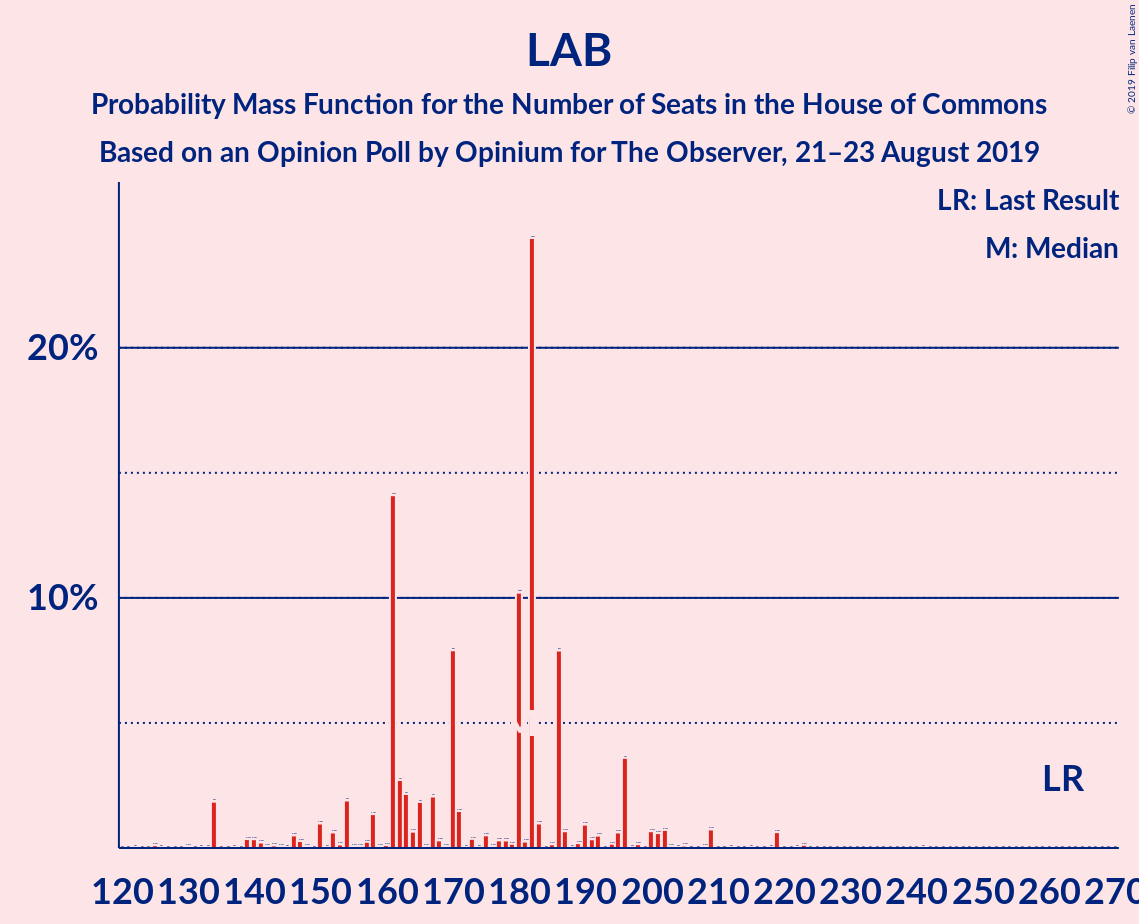 LAB
Probability Mass Function for the Number of Seats in the House of Commons
Based on an Opinion Poll by Opinium for The Observer, 21–23 August 2019
© 2019 Filip van Laenen
LR: Last Result
M: Median
20%
10%
LR
120 130 140 150 160 170 180 190 200 210 220 230 240 250 260 270